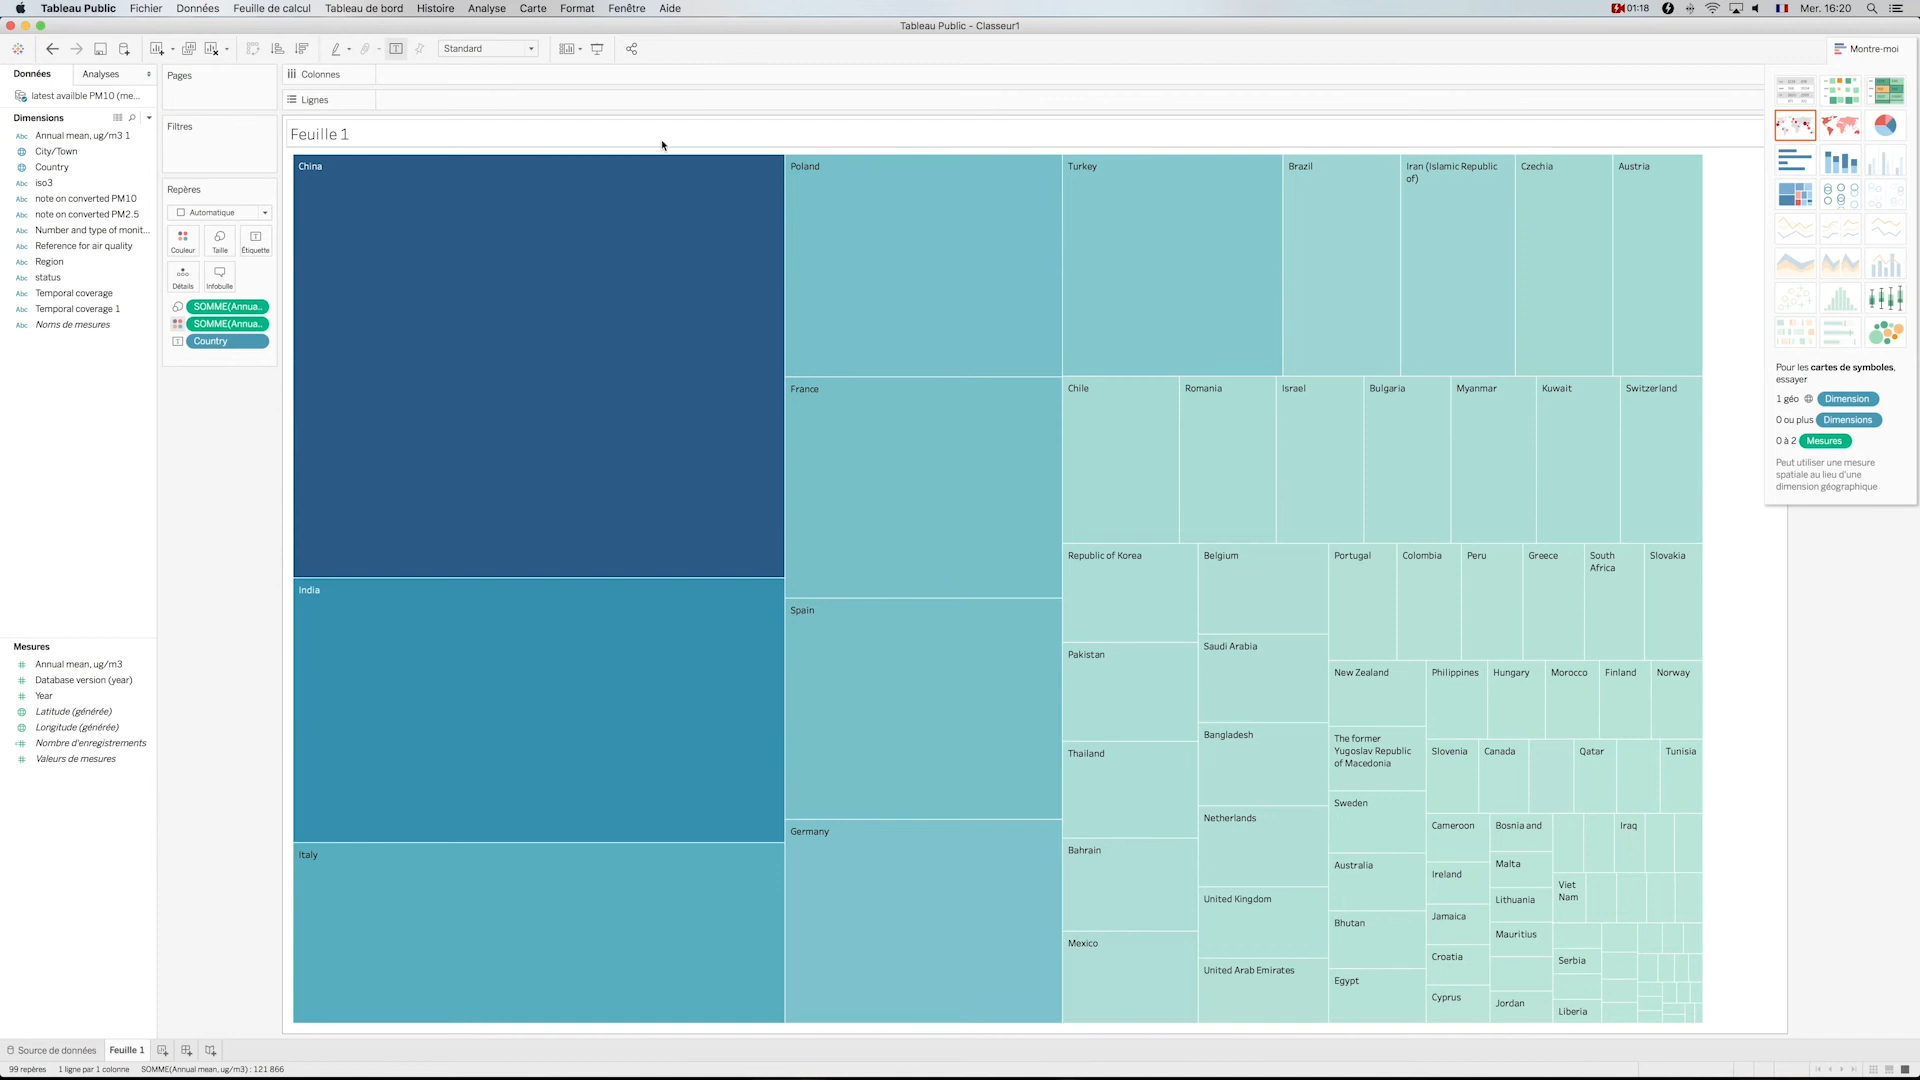 Tableau Public Fichier Données Feuille de calcul Tableau de bord Histoire Analyse Carte Format Fenêtre Aide
01:18 Mer. 16:20
Tableau Public - Classeur1
Standard
Montre-moi
Données Analyses
latest availble PM10 (me...
Dimensions
Abc Annual mean, ug/m3 1
City/Town
Country
Abc iso3
Abc note on converted PM10
Abc note on converted PM2.5
Abc Number and type of monit...
Abc Reference for air quality
Abc Region
Abc status
Abc Temporal coverage
Abc Temporal coverage 1
Abc Noms de mesures
Mesures
Annual mean, ug/m3
Database version (year)
Year
Latitude (générée)
Longitude (générée)
Nombre d'enregistrements
Valeurs de mesures
Pages
Filtres
Repères
Automatique
Couleur Taille Étiquette
Détails Infobulle
SOMME(Annua..
SOMME(Annua..
Country
Colonnes
Lignes
Feuille 1
China
India
Italy
Poland
France
Spain
Germany
Turkey
Brazil
Iran (Islamic Republic
of)
Czechia
Austria
Chile
Romania
Israel
Bulgaria
Myanmar
Kuwait
Switzerland
Republic of Korea
Pakistan
Thailand
Bahrain
Mexico
Belgium
Saudi Arabia
Bangladesh
Netherlands
United Kingdom
United Arab Emirates
Portugal
Colombia
Peru
Greece
South
Africa
Slovakia
New Zealand
The former
Yugoslav Republic
of Macedonia
Sweden
Australia
Bhutan
Egypt
Philippines
Hungary
Morocco
Finland
Norway
Slovenia
Canada
Qatar
Tunisia
Cameroon
Ireland
Jamaica
Croatia
Cyprus
Bosnia and
Malta
Lithuania
Mauritius
Jordan
Iraq
Viet
Nam
Serbia
Liberia
Pour les cartes de symboles,
essayer
1 géo Dimension
0 ou plus Dimensions
0 à 2 Mesures
Peut utiliser une mesure
spatiale au lieu d'une
dimension géographique
Source de données Feuille 1
99 repères 1 ligne par 1 colonne SOMME(Annual mean, ug/m3) : 121 866